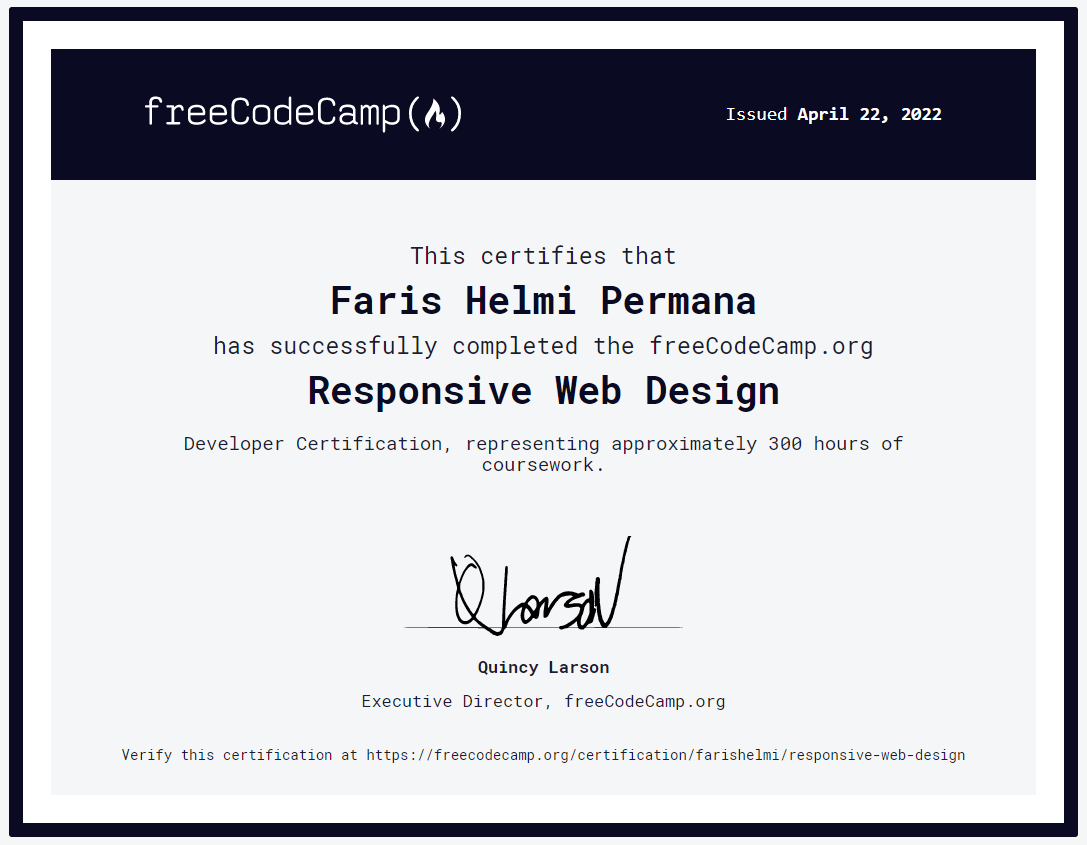 freeCodeCamp(🔥)
Issued April 22, 2022
This certifies that
Faris Helmi Permana
has successfully completed the freeCodeCamp.org
Responsive Web Design
Developer Certification, representing approximately 300 hours of
coursework.
Q Larson
Quincy Larson
Executive Director, freeCodeCamp.org
Verify this certification at https://freecodecamp.org/certification/farishelmi/responsive-web-design